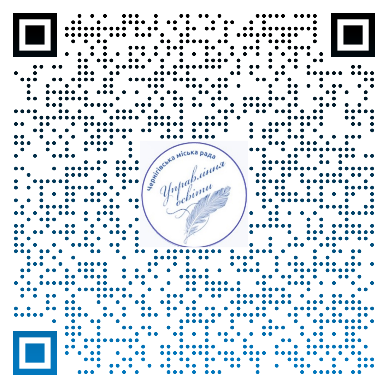 Чернігівська міська рада
Управління
освіти